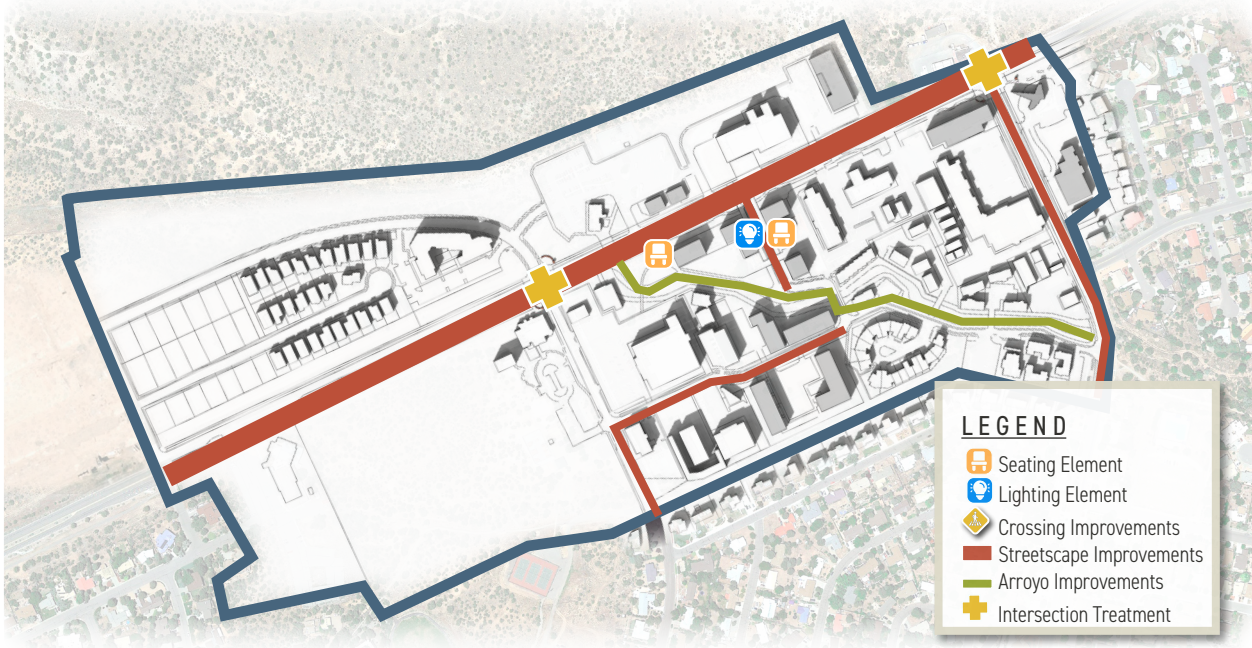 LEGEND
Seating Element
Lighting Element
Crossing Improvements
Streetscape Improvements
Arroyo Improvements
Intersection Treatment